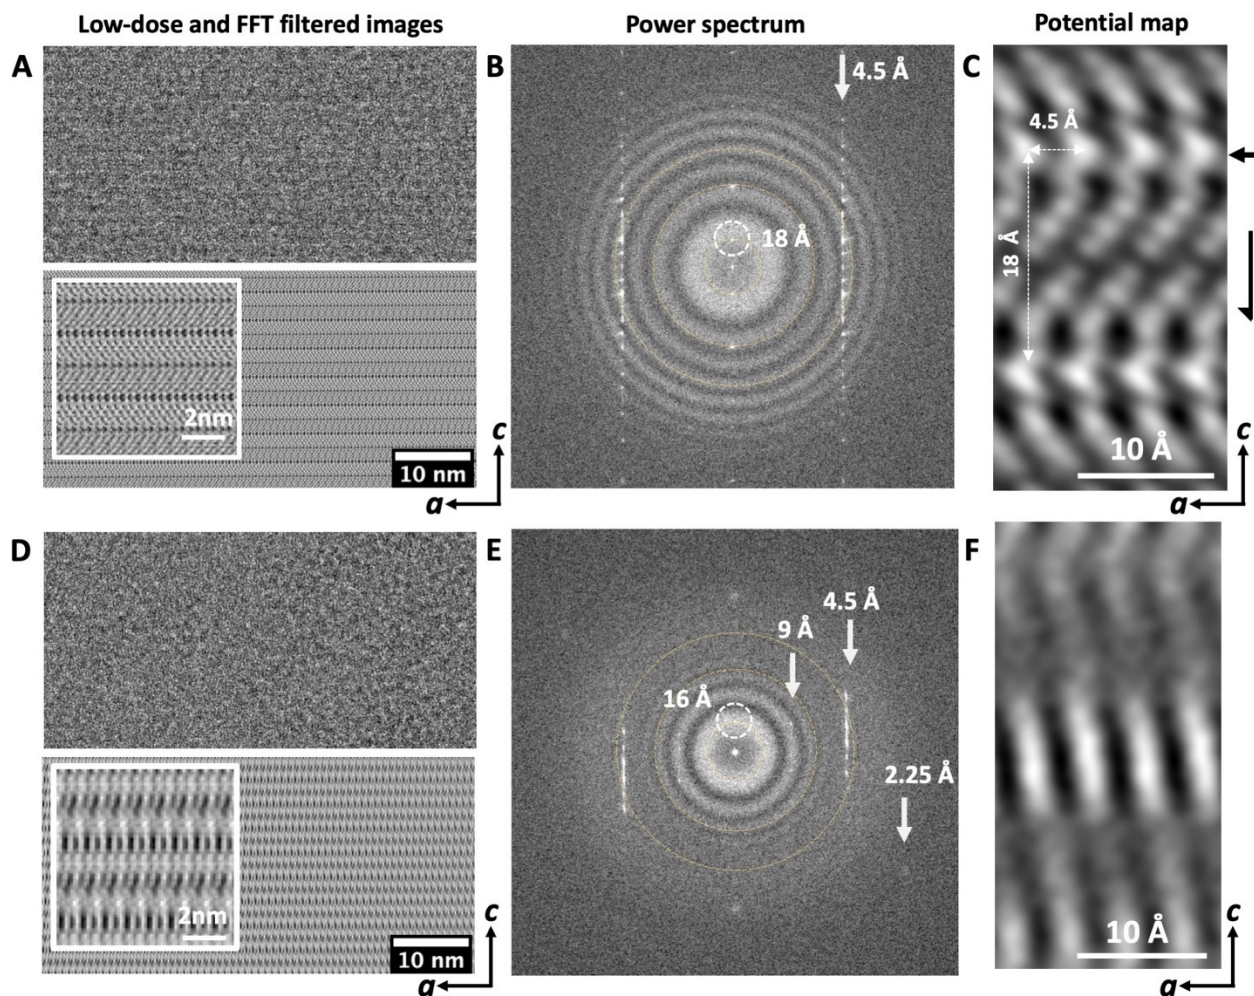 Low-dose and FFT filtered images
Power spectrum
Potential map
A
B
C
4.5 Å
4.5 Å
18 Å
18 Å
2nm
10 nm
10 Å
c
a
c
a
D
E
F
4.5 Å
9 Å
16 Å
2.25 Å
2nm
10 nm
10 Å
c
a
c
a